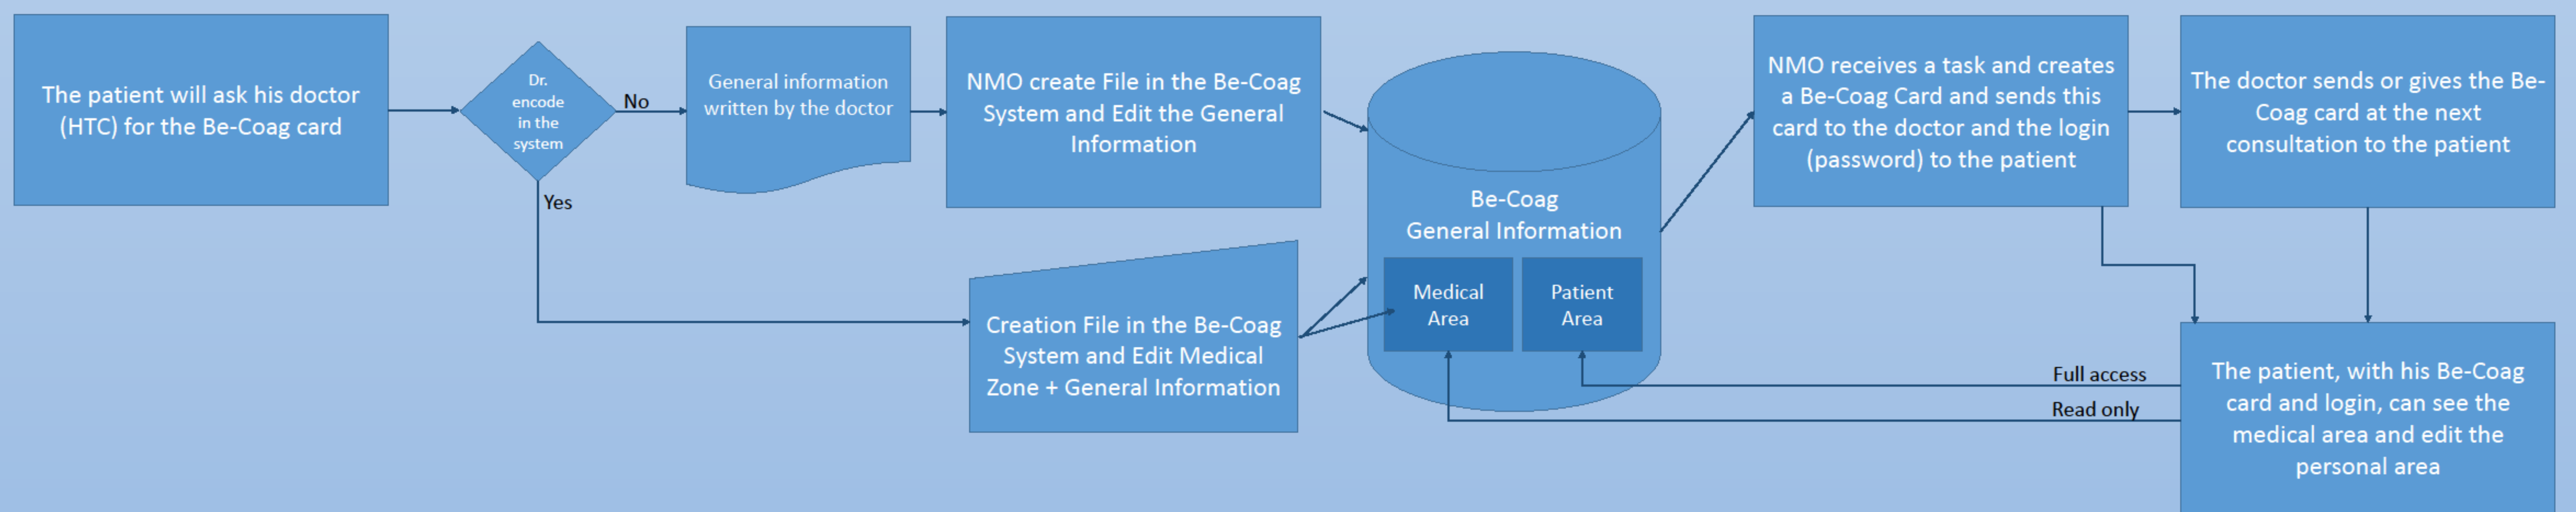 The patient will ask his doctor
(HTC) for the Be-Coag card
Dr.
encode
in the
system
No
Yes
General information
written by the doctor
NMO create File in the Be-Coag
System and Edit the General
Information
Creation File in the Be-Coag
System and Edit Medical
Zone + General Information
Be-Coag
General Information
Medical
Area
Patient
Area
NMO receives a task and creates
a Be-Coag Card and sends this
card to the doctor and the login
(password) to the patient
The doctor sends or gives the Be-
Coag card at the next
consultation to the patient
Full access
Read only
The patient, with his Be-Coag
card and login, can see the
medical area and edit the
personal area